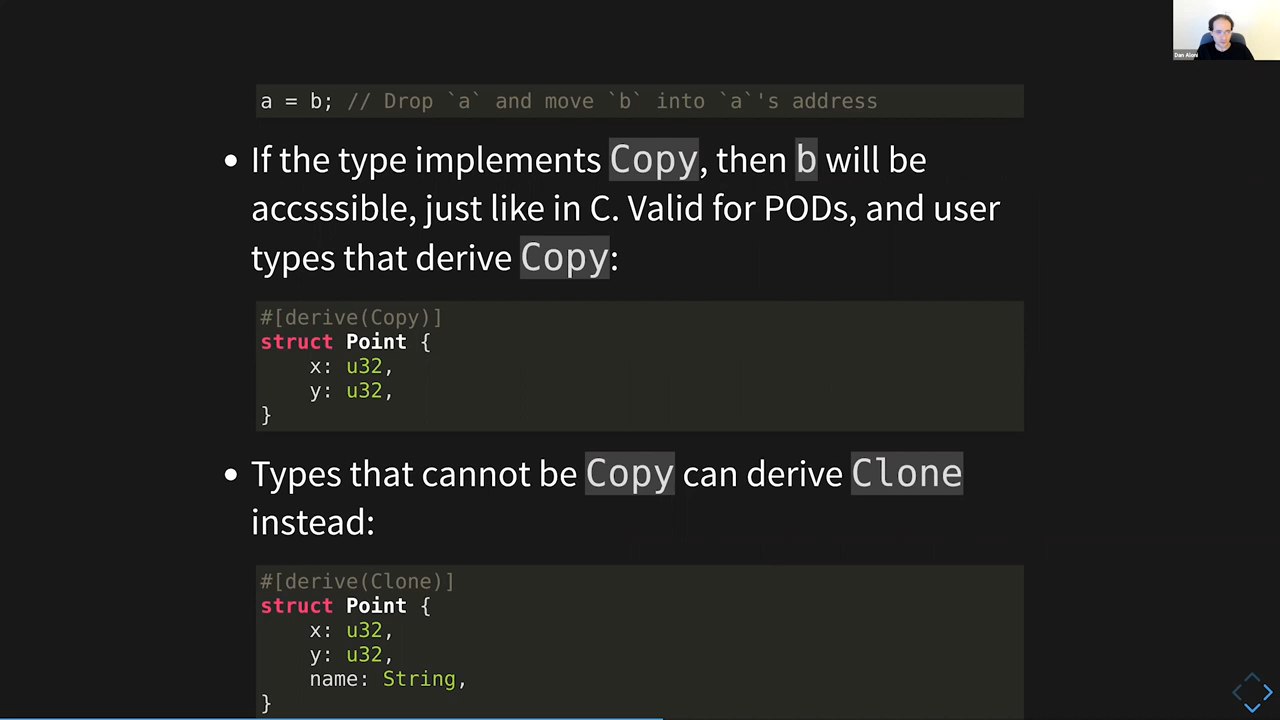 a = b; // Drop `a` and move `b` into `a`'s address
• If the type implements Copy, then b will be
accsssible, just like in C. Valid for PODs, and user
types that derive Copy:
#[derive(Copy)]
struct Point {
    x: u32,
    y: u32,
}
• Types that cannot be Copy can derive Clone
instead:
#[derive(Clone)]
struct Point {
    x: u32,
    y: u32,
    name: String,
}
Dan Aloni